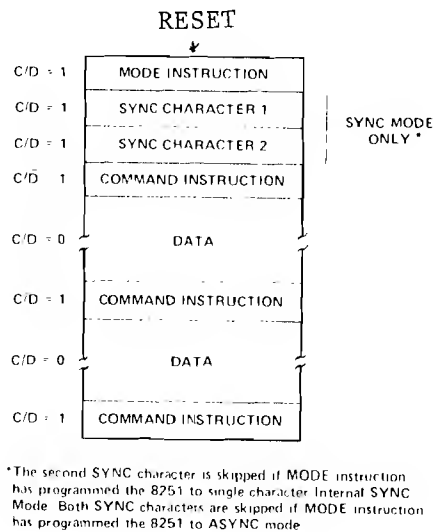 RESET
C/D = 1 MODE INSTRUCTION
C/D = 1 SYNC CHARACTER 1
C/D = 1 SYNC CHARACTER 2
SYNC MODE
ONLY *
C/D 1 COMMAND INSTRUCTION
C/D = 0 DATA
C/D = 1 COMMAND INSTRUCTION
C/D = 0 DATA
C/D = 1 COMMAND INSTRUCTION
*The second SYNC character is skipped if MODE instruction
has programmed the 8251 to single character Internal SYNC
Mode Both SYNC characters are skipped if MODE instruction
has programmed the 8251 to ASYNC mode